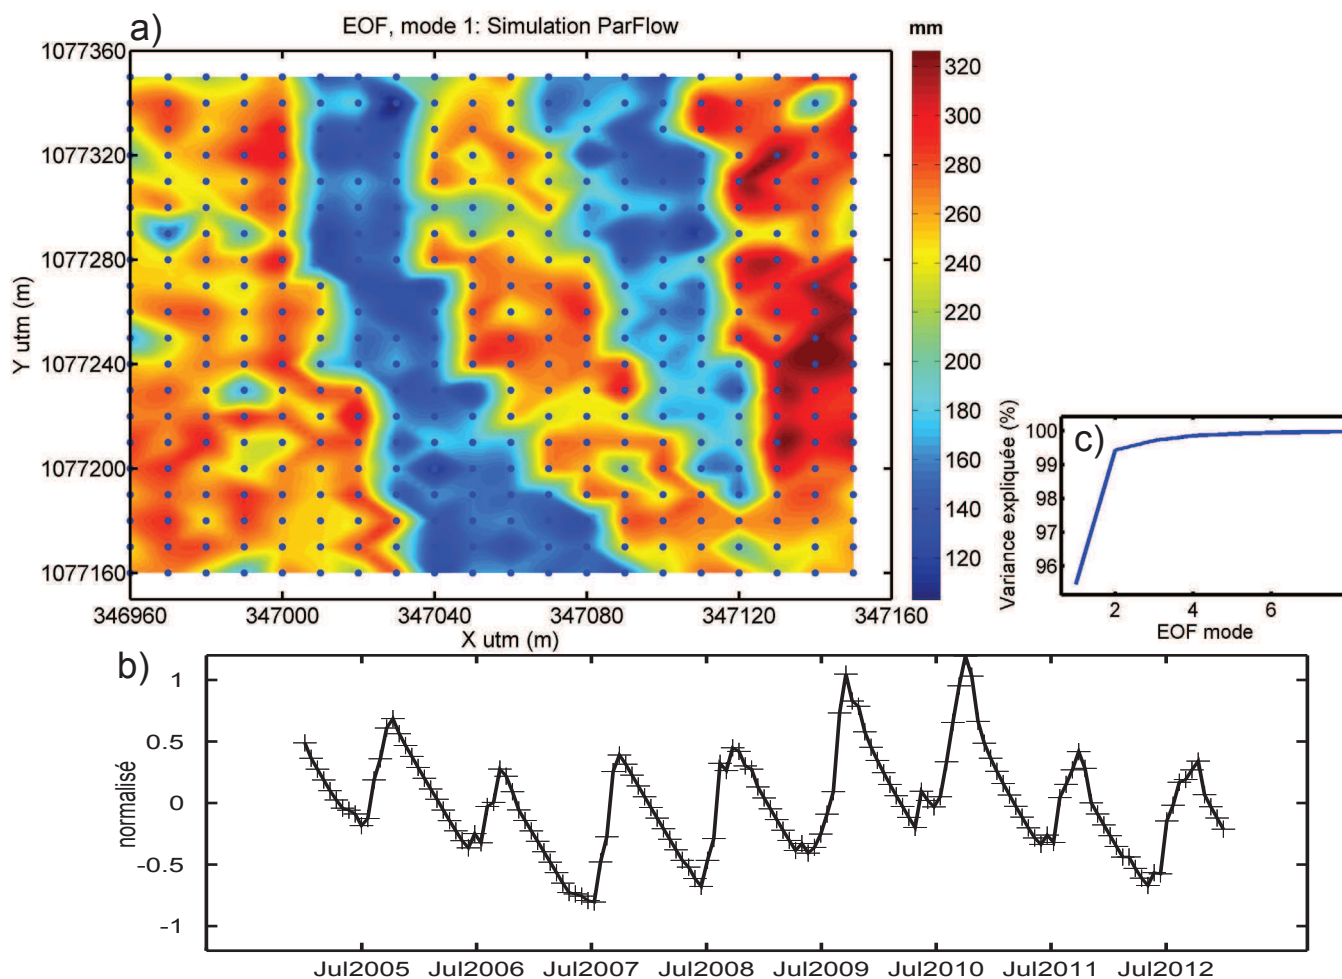 a)
EOF, mode 1: Simulation ParFlow
mm
1077360
1077320
1077280
1077240
1077200
1077160
Y utm (m)
346960
347000
347040
347080
347120
347160
X utm (m)
320
300
280
260
240
220
200
180
160
140
120
c)
Variance expliquée (%)
100
99
98
97
96
2
4
6
EOF mode
b)
normalisé
1
0.5
0
-0.5
-1
Jul2005
Jul2006
Jul2007
Jul2008
Jul2009
Jul2010
Jul2011
Jul2012